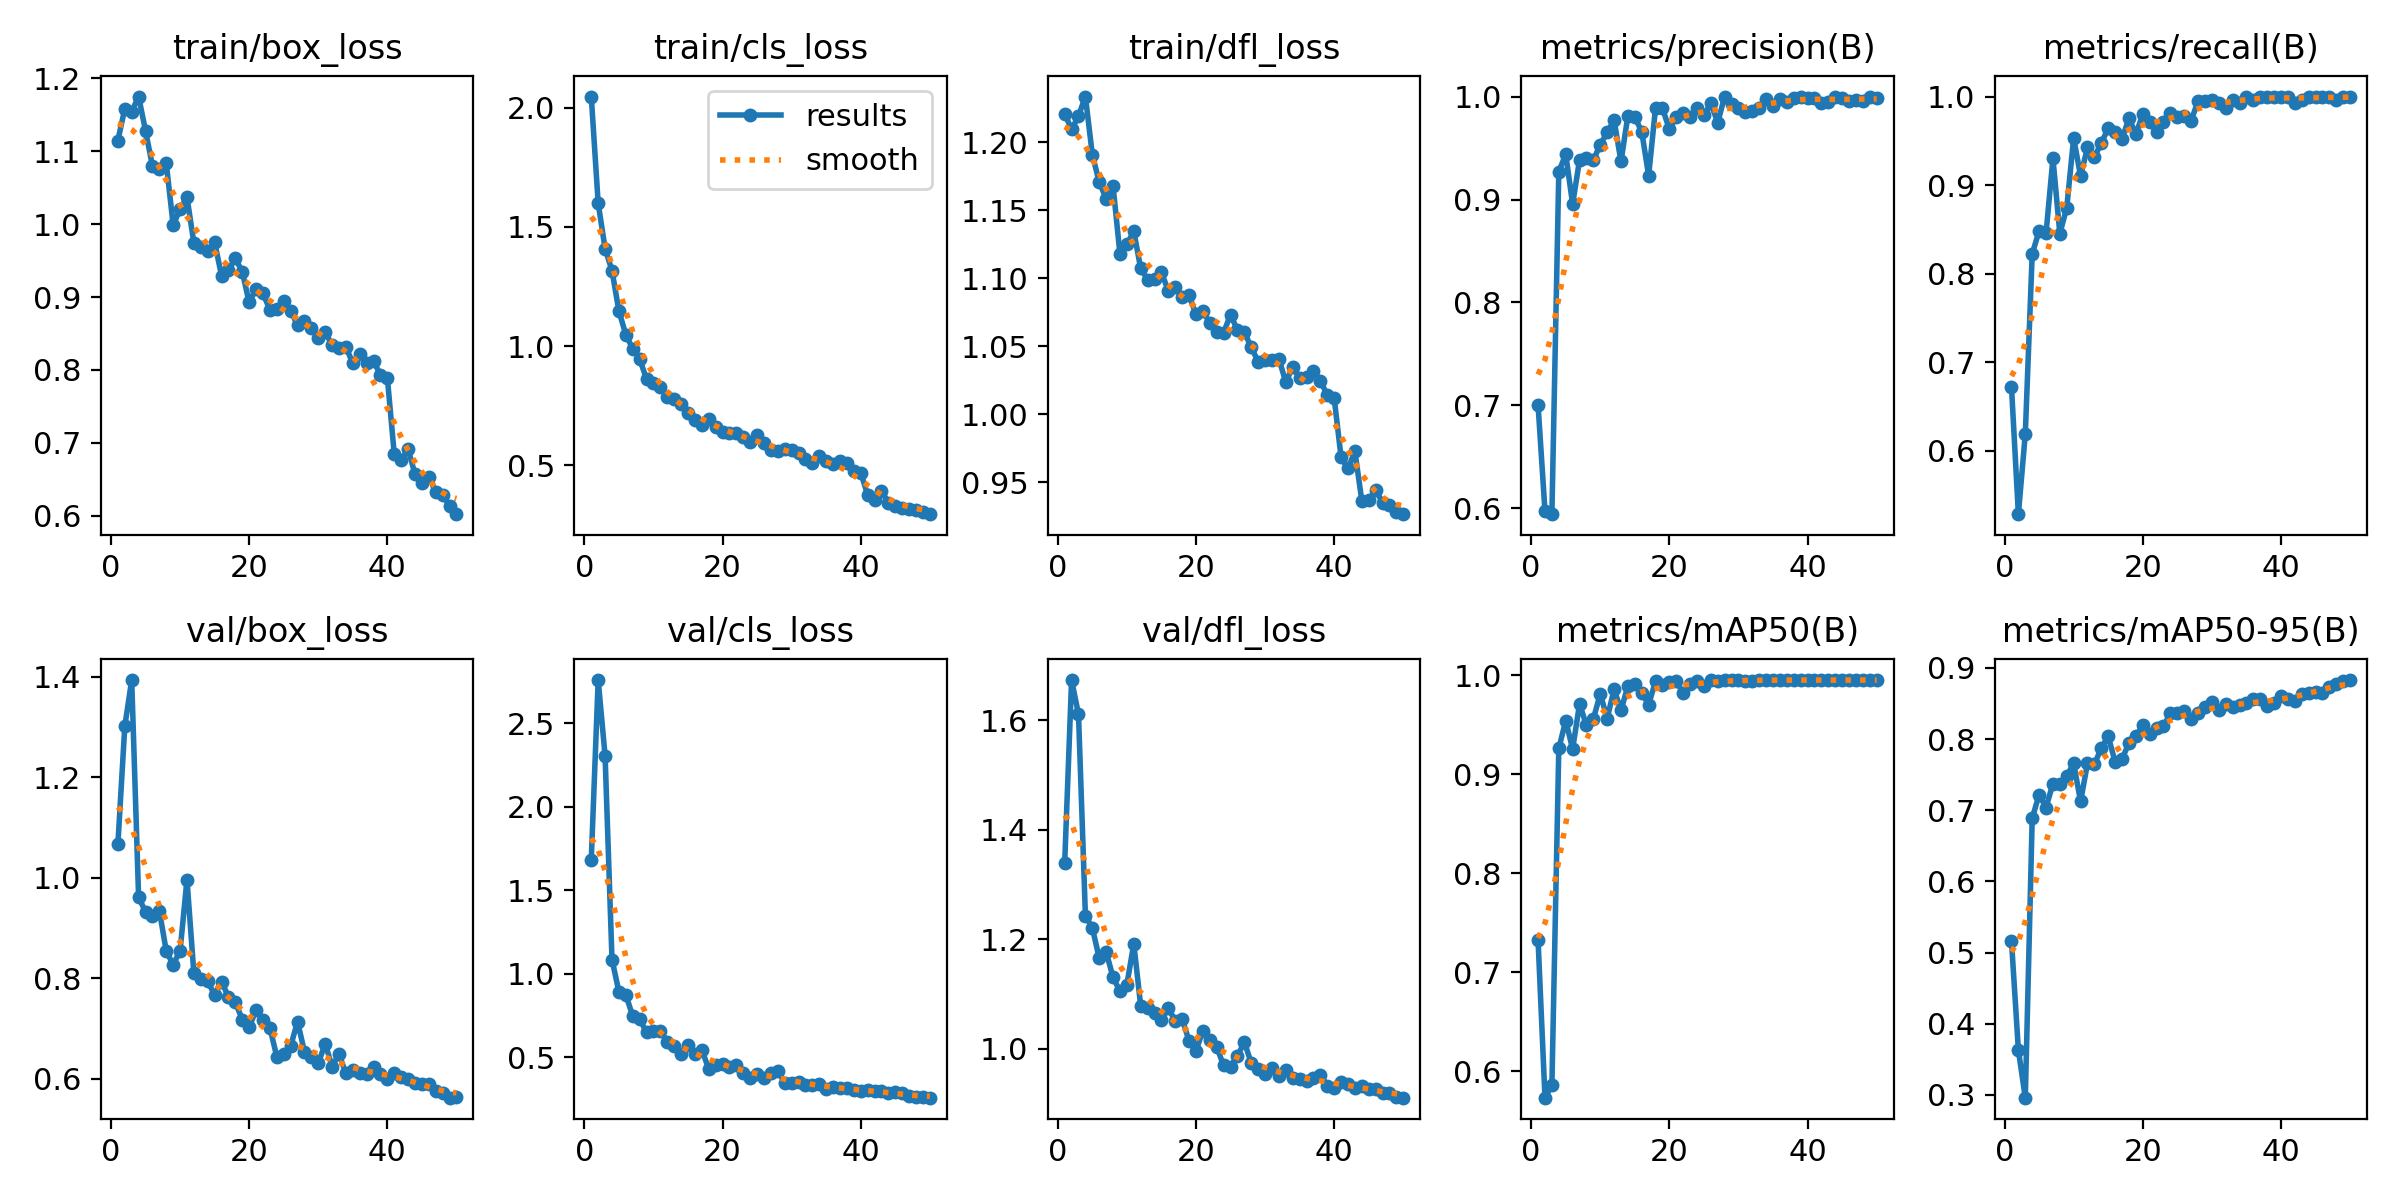 train/box_loss
1.2
1.1
1.0
0.9
0.8
0.7
0.6
0 20 40
train/cls_loss
results
smooth
2.0
1.5
1.0
0.5
0 20 40
train/dfl_loss
1.20
1.15
1.10
1.05
1.00
0.95
0 20 40
metrics/precision(B)
1.0
0.9
0.8
0.7
0.6
0 20 40
metrics/recall(B)
1.0
0.9
0.8
0.7
0.6
0 20 40
val/box_loss
1.4
1.2
1.0
0.8
0.6
0 20 40
val/cls_loss
2.5
2.0
1.5
1.0
0.5
0 20 40
val/dfl_loss
1.6
1.4
1.2
1.0
0 20 40
metrics/mAP50(B)
1.0
0.9
0.8
0.7
0.6
0 20 40
metrics/mAP50-95(B)
0.9
0.8
0.7
0.6
0.5
0.4
0.3
0 20 40